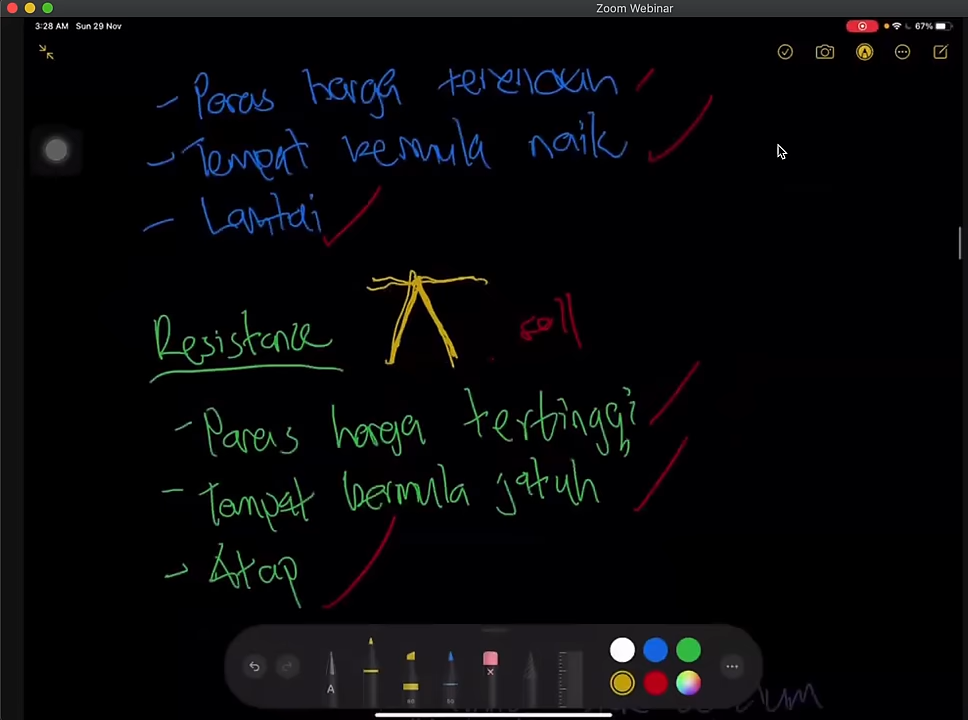 Zoom Webinar
3:28 AM Sun 29 Nov
67%
- Paras harga terendah
- Tempat bermula naik
- Lantai
Resistance
sell
- Paras harga tertinggi
- Tempat bermula jatuh
- Atap
A